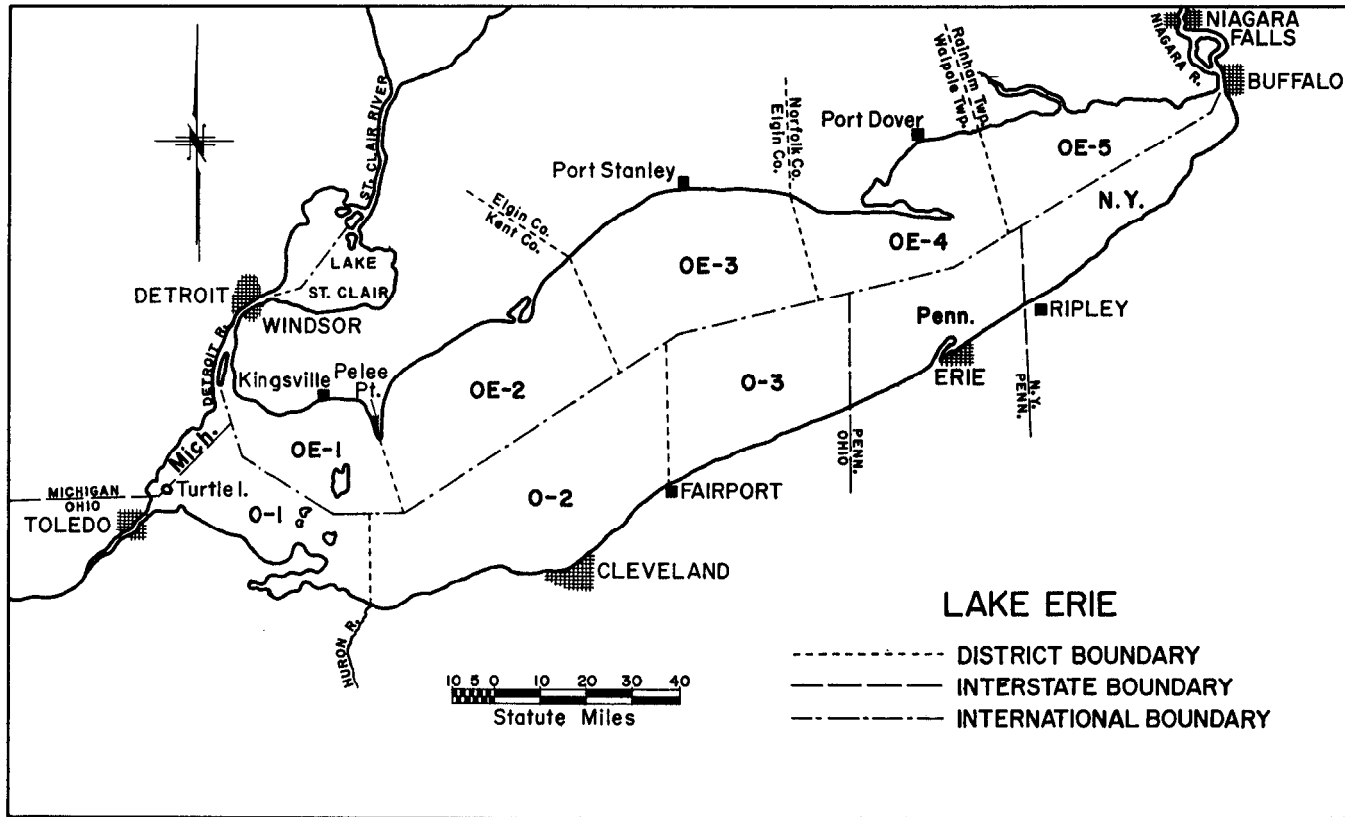 NIAGARA
FALLS
NIAGARA R.
BUFFALO
Rainham Twp.
Walpole Twp.
Norfolk Co.
Elgin Co.
Port Dover
OE-5
N.Y.
ST. CLAIR RIVER
Port Stanley
Elgin Co.
Kent Co.
OE-4
OE-3
LAKE
ST. CLAIR
DETROIT
WINDSOR
DETROIT R.
RIPLEY
Penn.
ERIE
N.Y.
PENN.
Pelee
Pt.
Kingsville
OE-2
O-3
PENN.
OHIO
Mich.
OE-1
MICHIGAN
OHIO
Turtle I.
TOLEDO
O-1
O-2
FAIRPORT
CLEVELAND
HURON R.
LAKE ERIE
DISTRICT BOUNDARY
INTERSTATE BOUNDARY
INTERNATIONAL BOUNDARY
10 5 0 10 20 30 40
Statute Miles
N